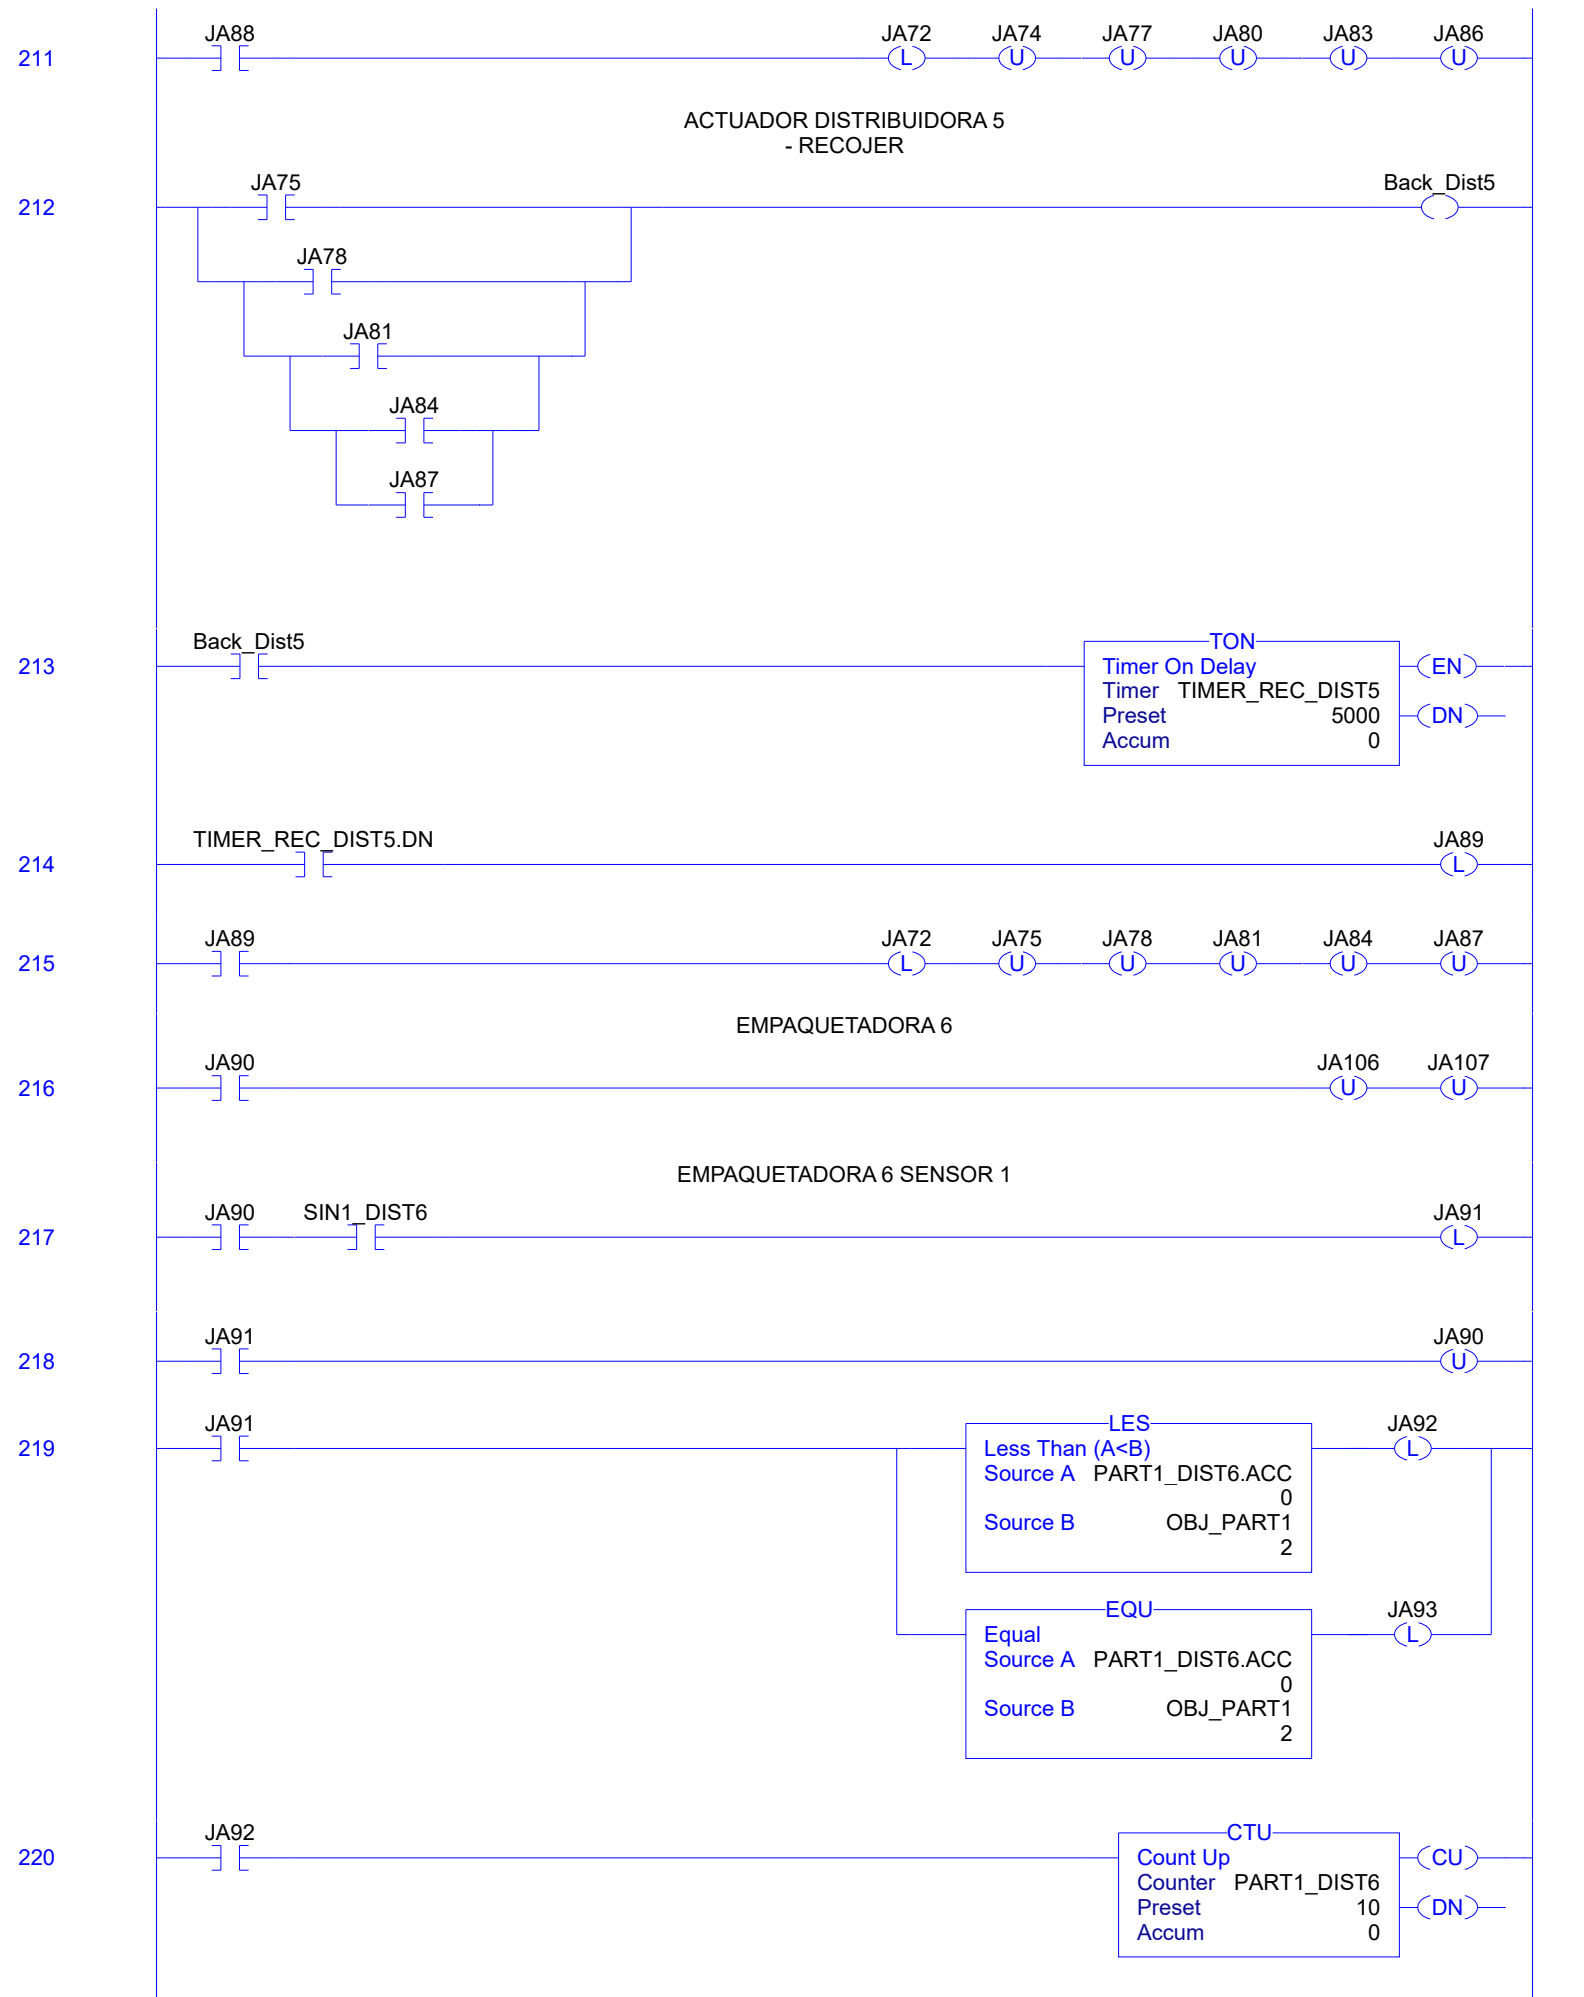 JA88 JA72 JA74 JA77 JA80 JA83 JA86
211 L U U U U U
ACTUADOR DISTRIBUIDORA 5
- RECOJER
JA75 Back_Dist5
212
JA78
JA81
JA84
JA87
Back_Dist5 TON
213 Timer On Delay EN
Timer TIMER_REC_DIST5
Preset 5000 DN
Accum 0
TIMER_REC_DIST5.DN JA89
214 L
JA89 JA72 JA75 JA78 JA81 JA84 JA87
215 L U U U U U
EMPAQUETADORA 6
JA90 JA106 JA107
216 U U
EMPAQUETADORA 6 SENSOR 1
JA90 SIN1_DIST6 JA91
217 L
JA91 JA90
218 U
JA91 LES JA92
219 Less Than (A<B) L
Source A PART1_DIST6.ACC
0
Source B OBJ_PART1
2
EQU JA93
Equal L
Source A PART1_DIST6.ACC
0
Source B OBJ_PART1
2
JA92 CTU
220 Count Up CU
Counter PART1_DIST6
Preset 10 DN
Accum 0